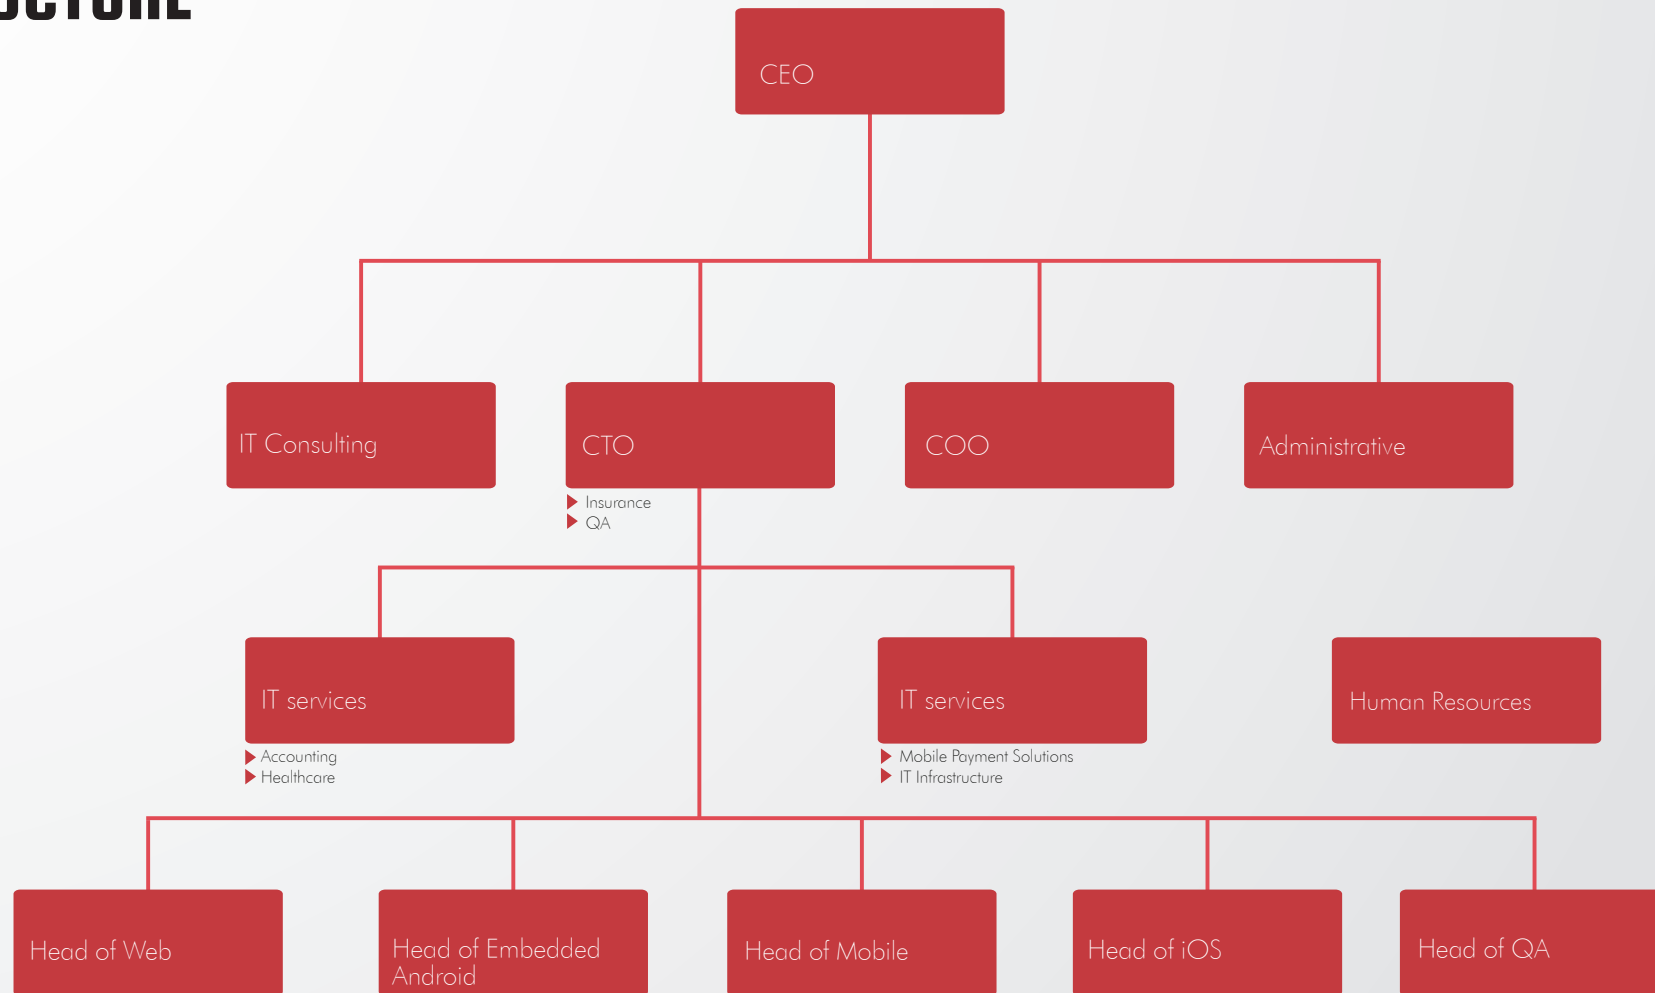 CEO
IT Consulting
CTO
COO
Administrative
Insurance
QA
IT services
IT services
Human Resources
Accounting
Healthcare
Mobile Payment Solutions
IT Infrastructure
Head of Web
Head of Embedded
Android
Head of Mobile
Head of iOS
Head of QA